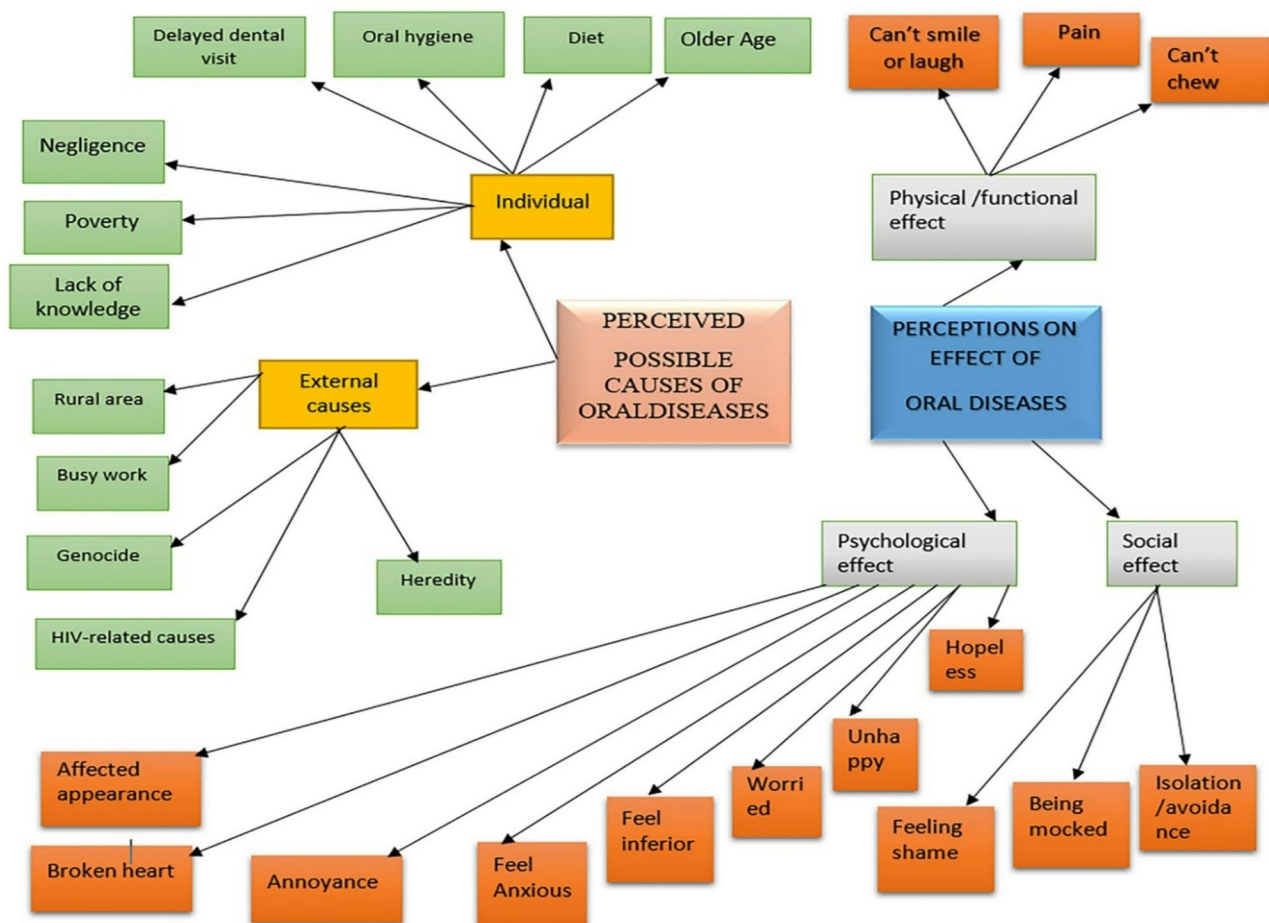 Delayed dental
visit
Oral hygiene
Diet
Older Age
Negligence
Poverty
Lack of
knowledge
Individual
PERCEIVED
POSSIBLE
CAUSES OF
ORALDISEASES
External
causes
Rural area
Busy work
Genocide
HIV-related causes
Heredity
Can’t smile
or laugh
Pain
Can’t
chew
Physical /functional
effect
PERCEPTIONS ON
EFFECT OF
ORAL DISEASES
Psychological
effect
Social
effect
Hopel
ess
Unha
ppy
Worri
ed
Feel
inferior
Feel
Anxious
Annoyance
Affected
appearance
Broken heart
Feeling
shame
Being
mocked
Isolation
/avoida
nce